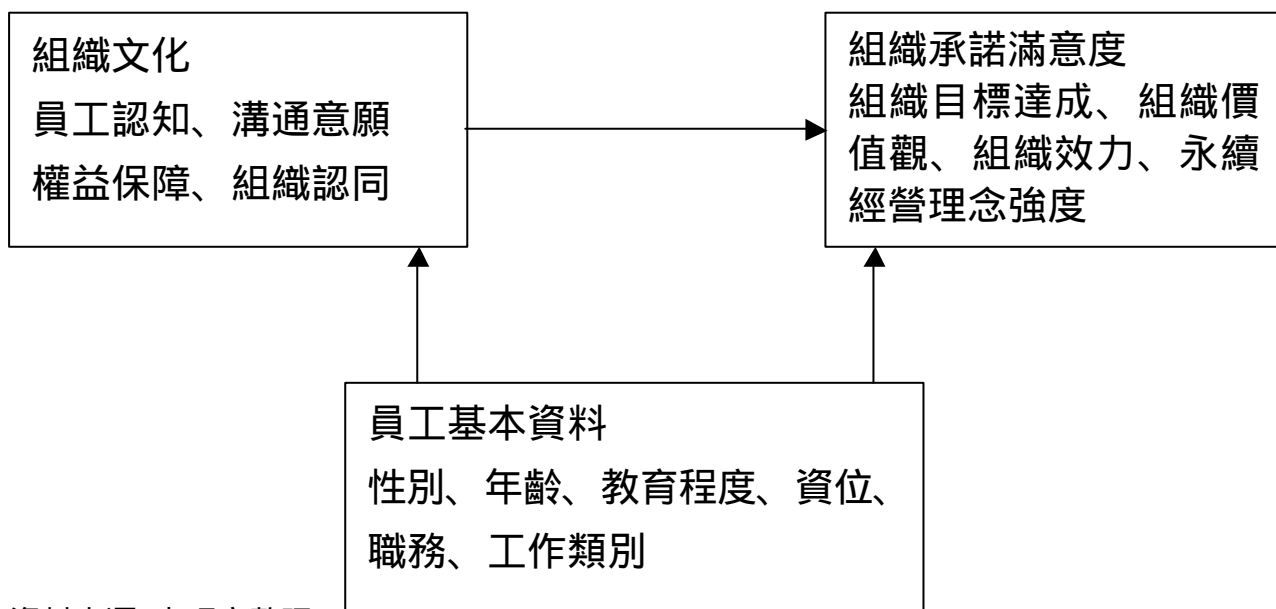 組織文化
員工認知、溝通意願
權益保障、組織認同
組織承諾滿意度
組織目標達成、組織價
值觀、組織效力、永續
經營理念強度
員工基本資料
性別、年齡、教育程度、資位、
職務、工作類別